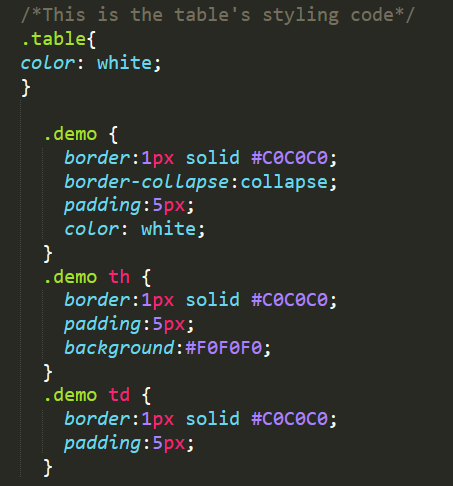 /*This is the table's styling code*/
.table{
color: white;
}
.demo {
border:1px solid #C0C0C0;
border-collapse:collapse;
padding:5px;
color: white;
}
.demo th {
border:1px solid #C0C0C0;
padding:5px;
background:#F0F0F0;
}
.demo td {
border:1px solid #C0C0C0;
padding:5px;
}